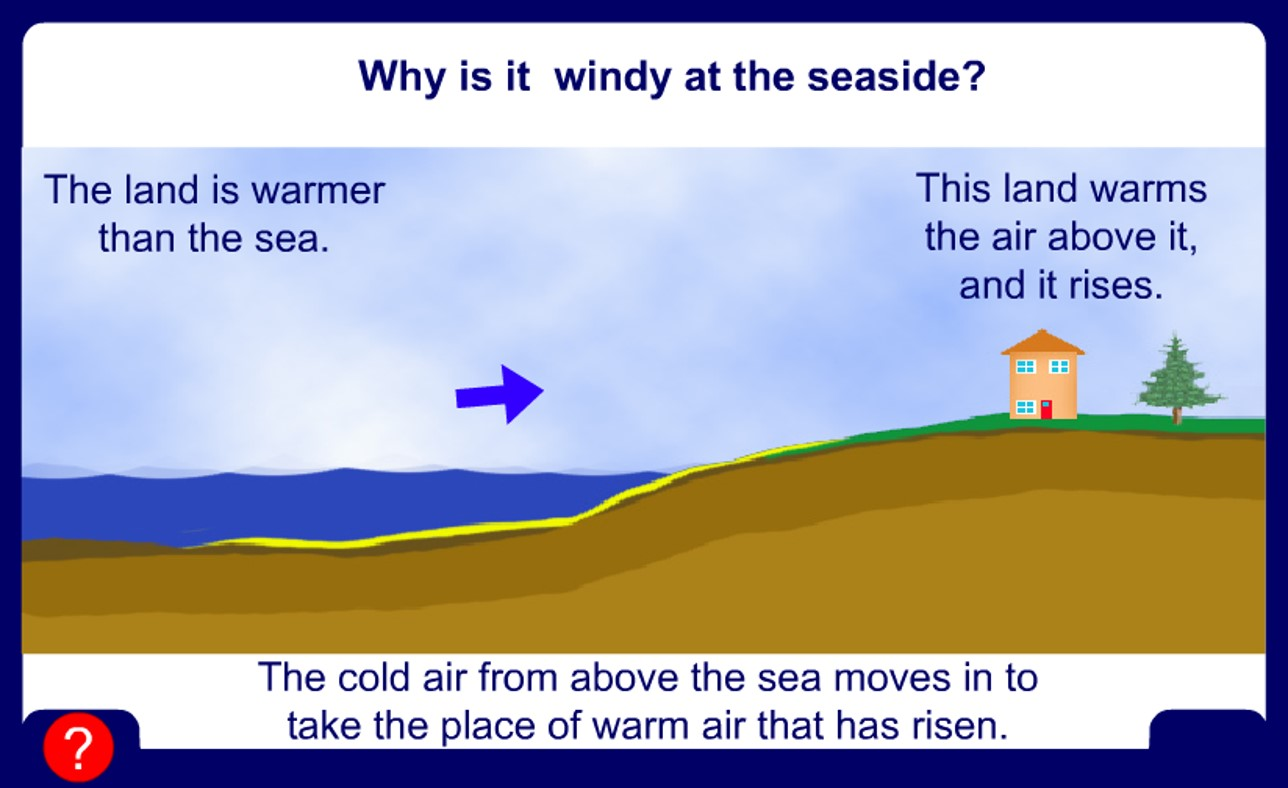 Why is it  windy at the seaside?
The land is warmer
than the sea.
This land warms
the air above it,
and it rises.
The cold air from above the sea moves in to
take the place of warm air that has risen.
?